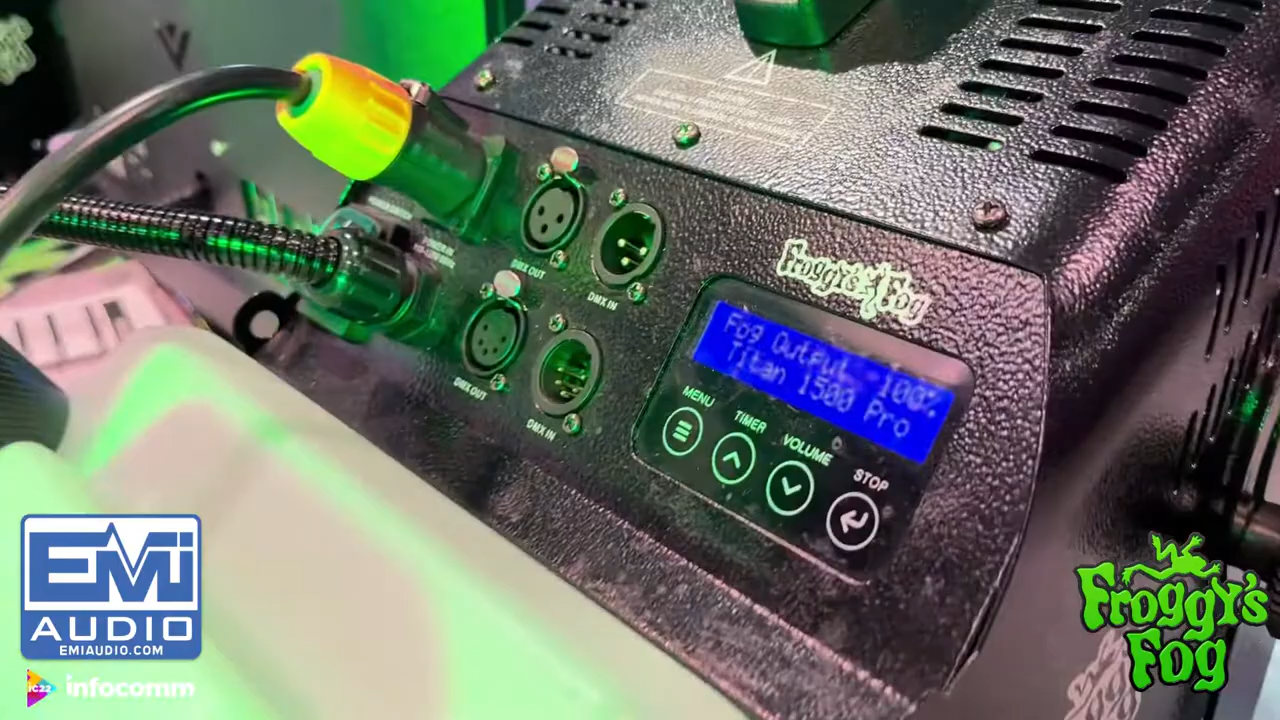 Froggy's Fog
DMX OUT
DMX IN
Fog Output -100%
Titan 1500 Pro
DMX OUT
DMX IN
MENU
TIMER
VOLUME
STOP
EMI
AUDIO
EMIAUDIO.COM
ic22 infocomm
Froggy's
Fog